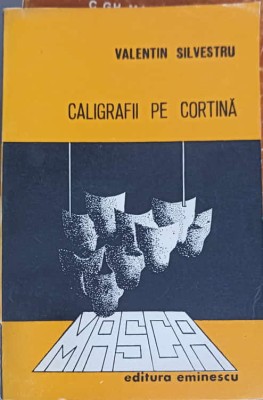 VALENTIN SILVESTRU
CALIGRAFII PE CORTINĂ
MASCA
editura eminescu